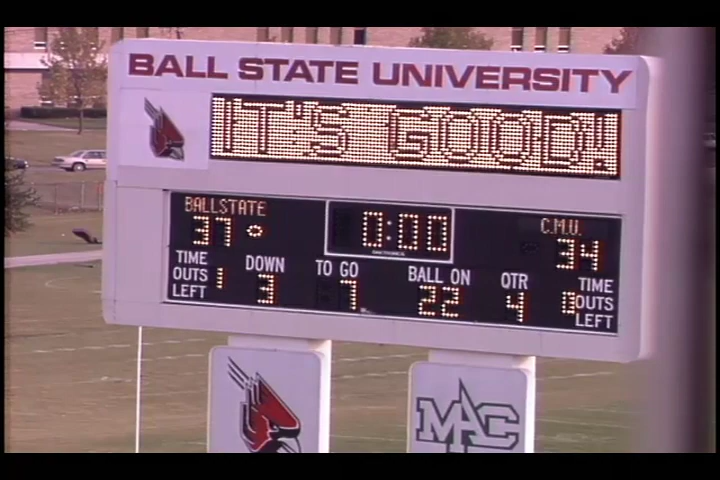 BALL STATE UNIVERSITY
IT'S GOOD!
BALLSTATE 0:00 C.M.U.
37 34
TIME OUTS LEFT 1 DOWN 3 TO GO 7 BALL ON 22 QTR 4 0 TIME OUTS LEFT
MAC